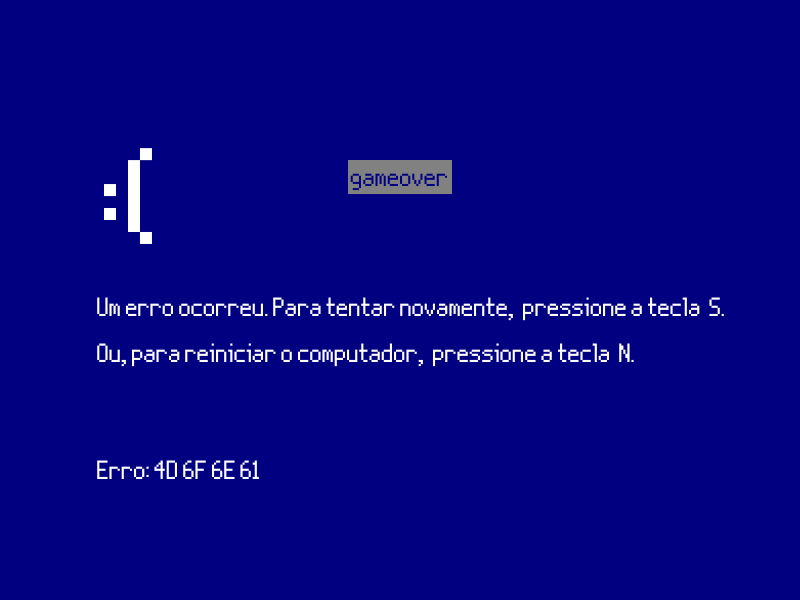 :(
gameover
Um erro ocorreu. Para tentar novamente, pressione a tecla S.
Ou, para reiniciar o computador, pressione a tecla N.
Erro: 4D 6F 6E 61